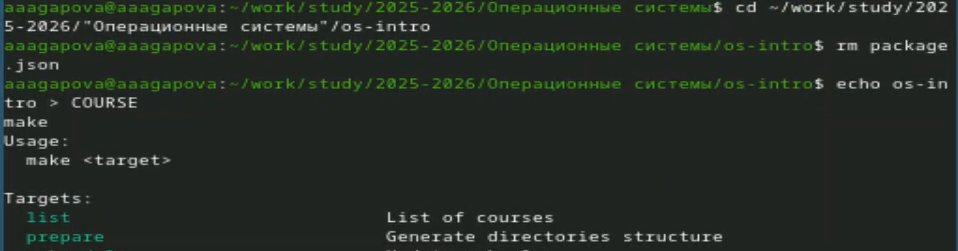 aaagapova@aaagapova:~/work/study/2025-2026/Операционные системы$ cd ~/work/study/202
5-2026/"Операционные системы"/os-intro
aaagapova@aaagapova:~/work/study/2025-2026/Операционные системы/os-intro$ rm package
.json
aaagapova@aaagapova:~/work/study/2025-2026/Операционные системы/os-intro$ echo os-in
tro > COURSE
make
Usage:
  make <target>

Targets:
  list                          List of courses
  prepare                       Generate directories structure